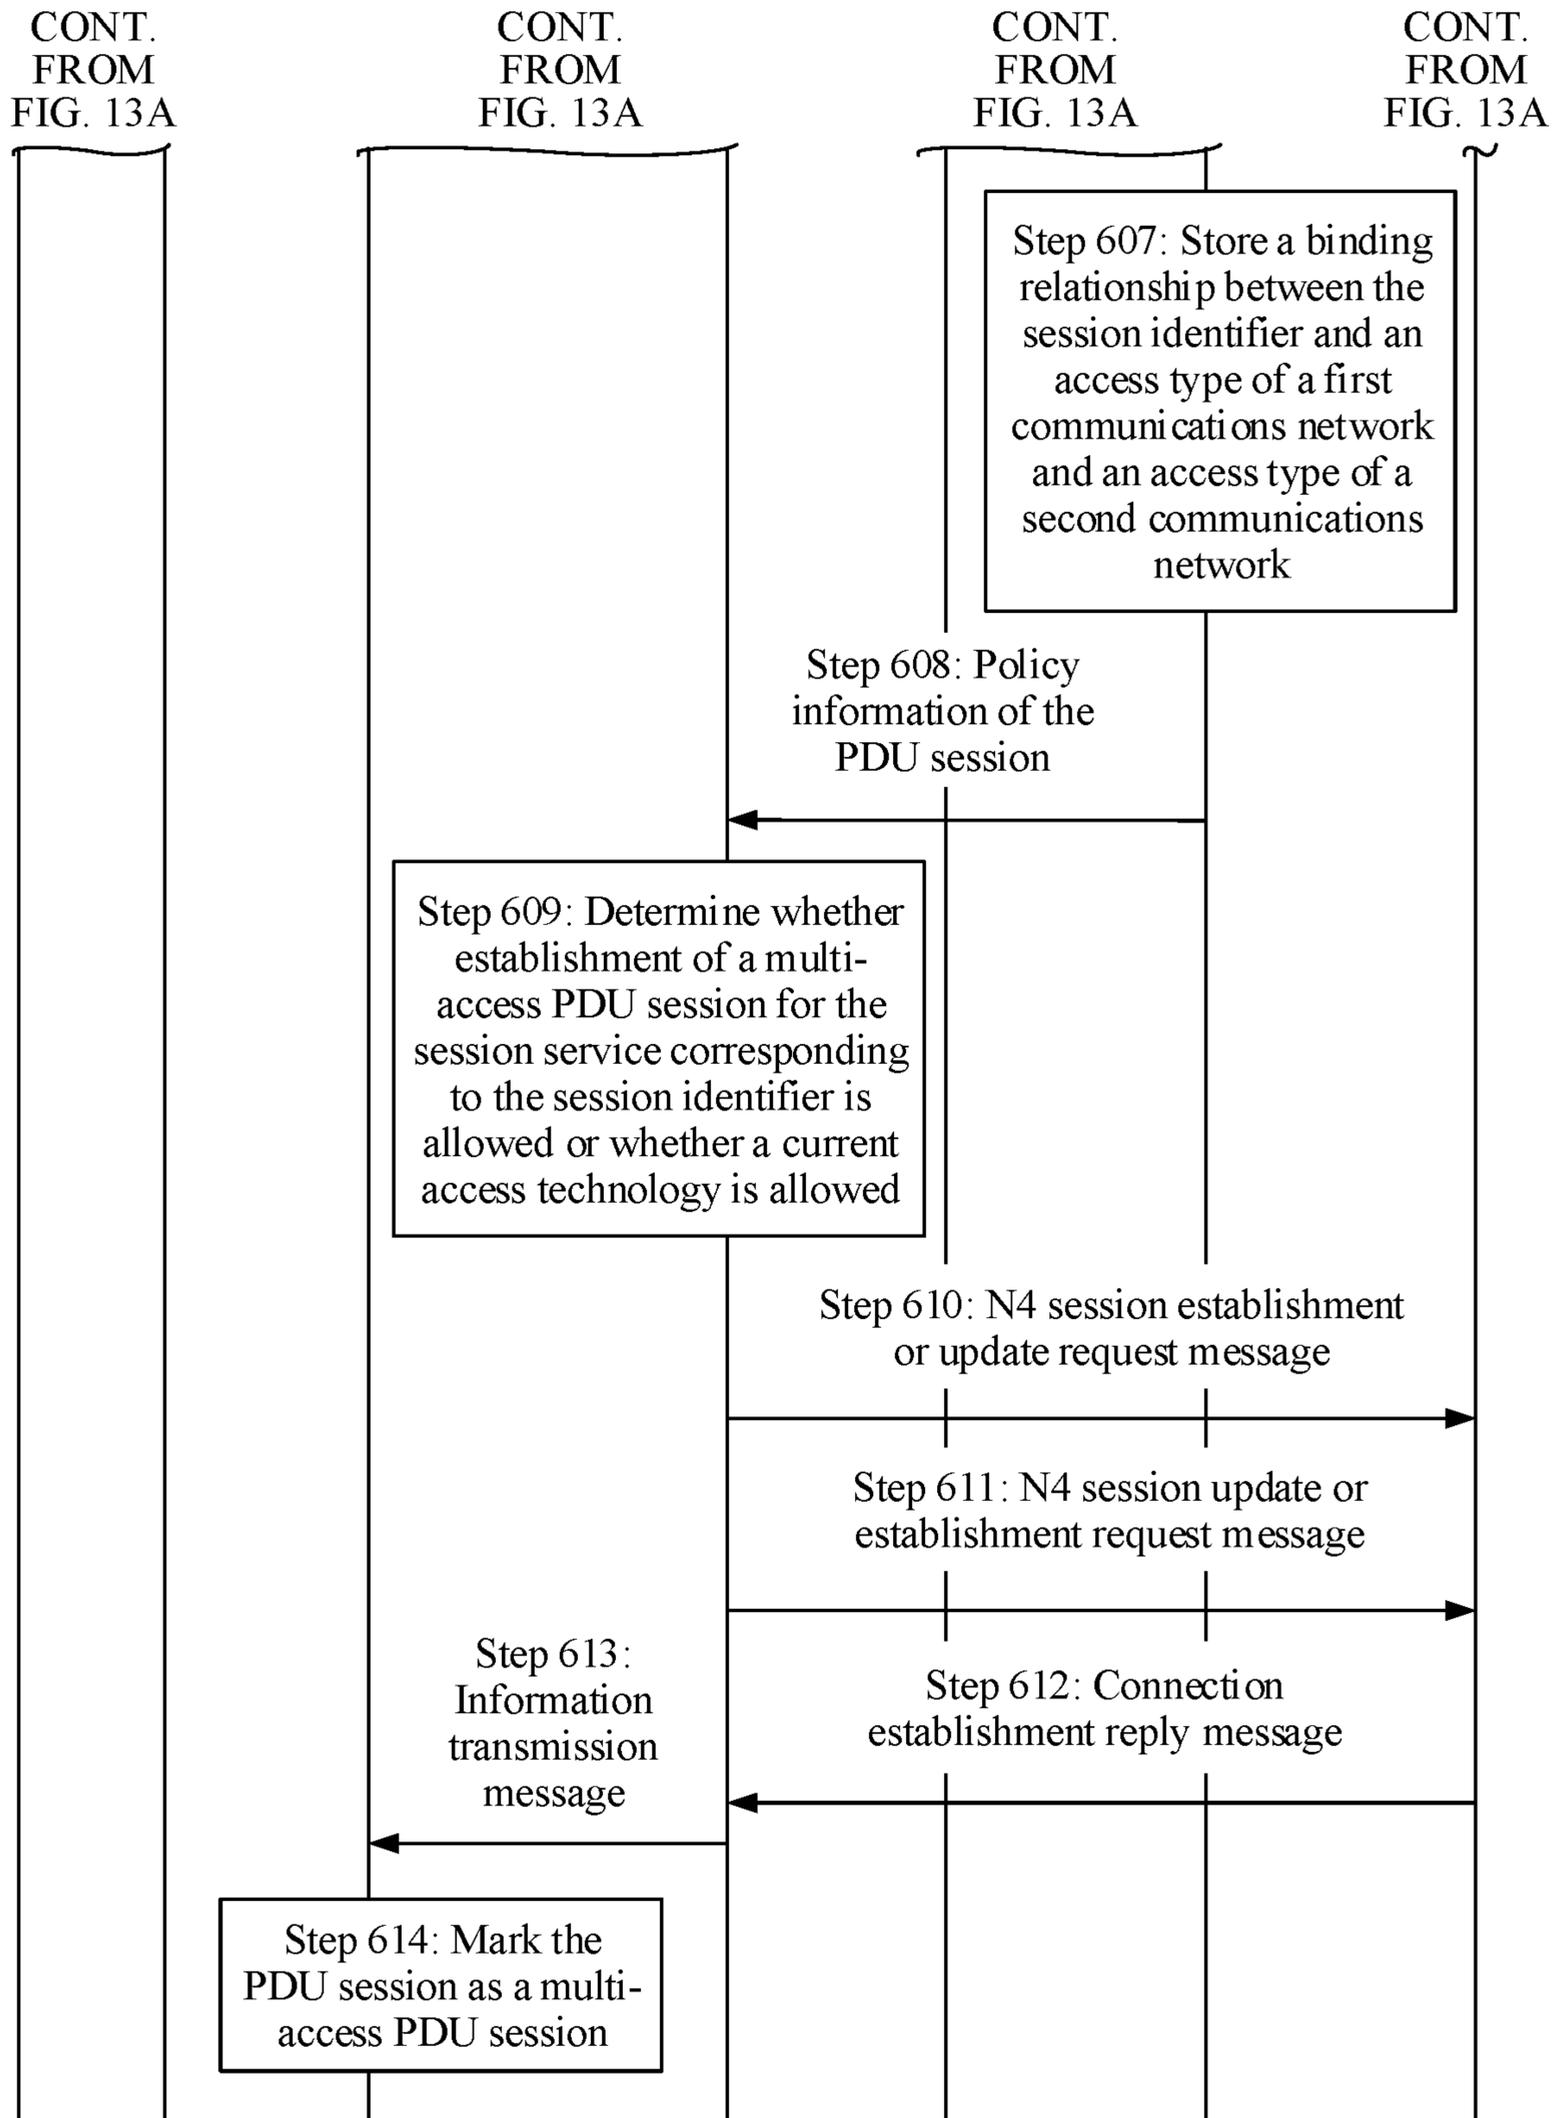 CONT.
FROM
FIG. 13A
CONT.
FROM
FIG. 13A
CONT.
FROM
FIG. 13A
CONT.
FROM
FIG. 13A
Step 607: Store a binding
relationship between the
session identifier and an
access type of a first
communications network
and an access type of a
second communications
network
Step 608: Policy
information of the
PDU session
Step 609: Determine whether
establishment of a multi-
access PDU session for the
session service corresponding
to the session identifier is
allowed or whether a current
access technology is allowed
Step 610: N4 session establishment
or update request message
Step 611: N4 session update or
establishment request message
Step 612: Connection
establishment reply message
Step 613:
Information
transmission
message
Step 614: Mark the
PDU session as a multi-
access PDU session